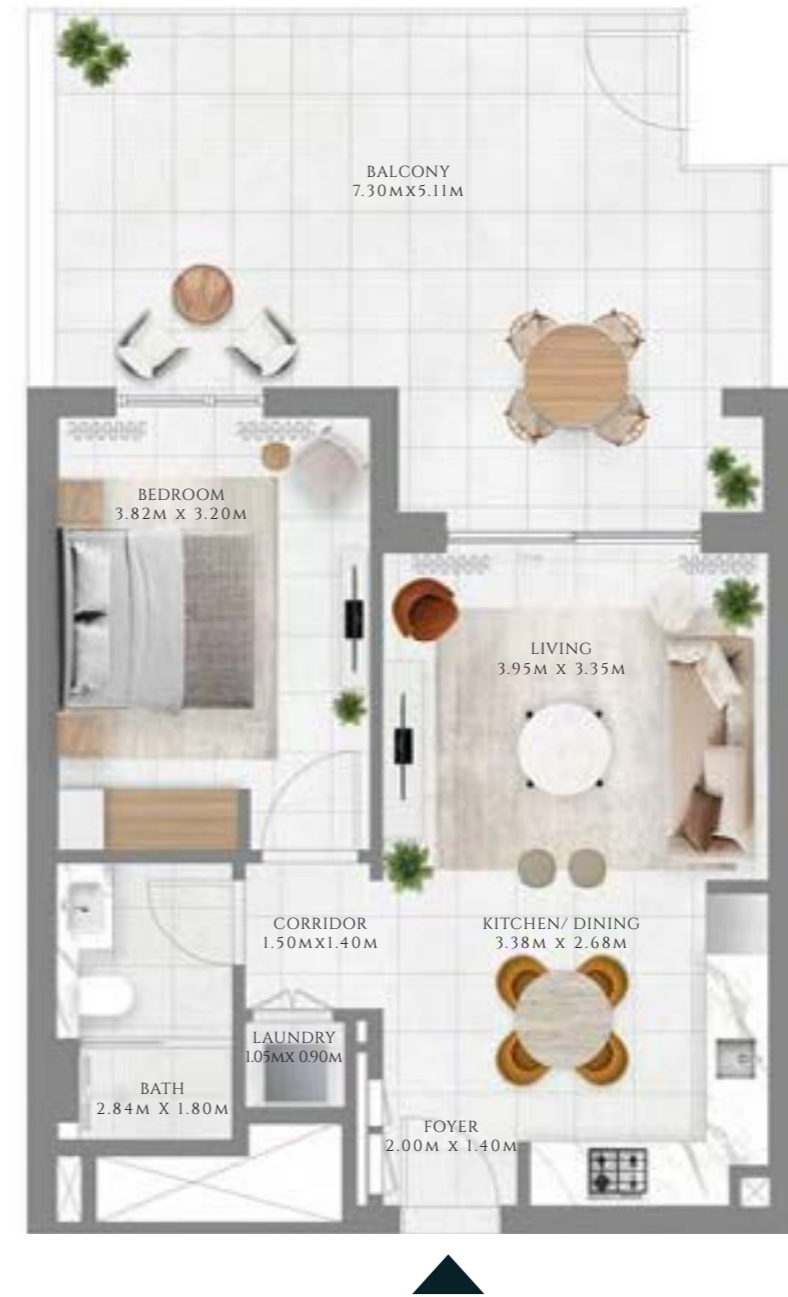 BALCONY
7.30MX5.11M
BEDROOM
3.82M X 3.20M
LIVING
3.95M X 3.35M
CORRIDOR
1.50MX1.40M
KITCHEN/ DINING
3.38M X 2.68M
LAUNDRY
1.05MX 0.90M
BATH
2.84M X 1.80M
FOYER
2.00M X 1.40M